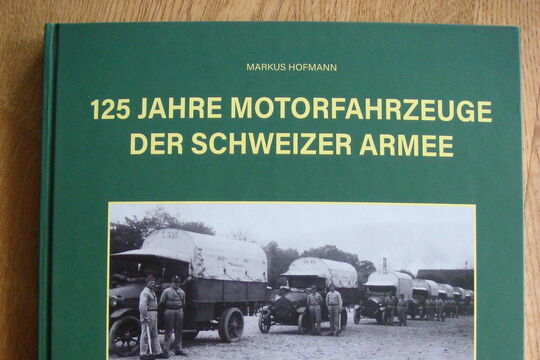 MARKUS HOFMANN
125 JAHRE MOTORFAHRZEUGE
DER SCHWEIZER ARMEE